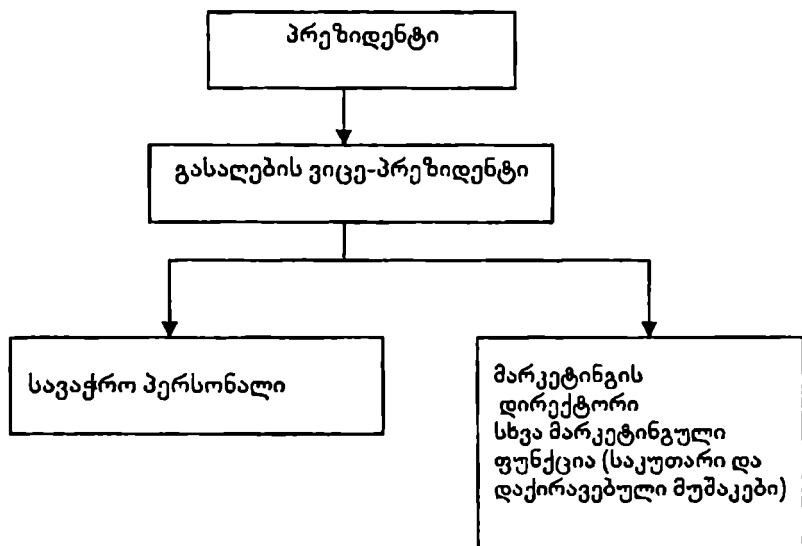 პრეზიდენტი
გასაღების ვიცე-პრეზიდენტი
სავაჭრო პერსონალი
მარკეტინგის
დირექტორი
სხვა მარკეტინგული
ფუნქცია (საკუთარი და
დაქირავებული მუშაკები)